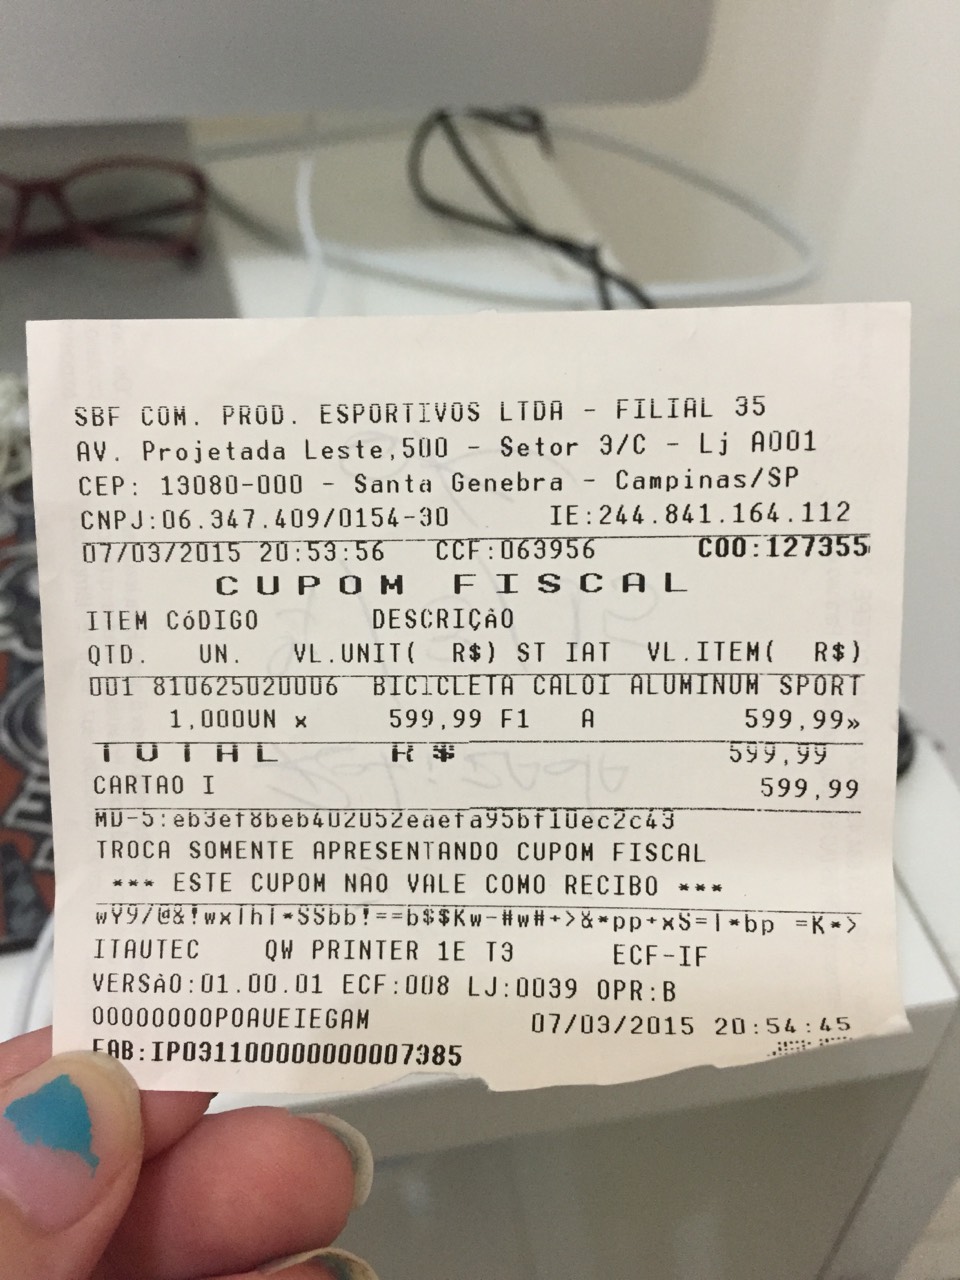 SBF COM. PROD. ESPORTIVOS LTDA - FILIAL 35
AV. Projetada Leste,500 - Setor 3/C - Lj A001
CEP: 13080-000 - Santa Genebra - Campinas/SP
CNPJ:06.347.409/0154-30 IE:244.841.164.112
07/03/2015 20:53:56 CCF:063956 COO:127355
CUPOM FISCAL
ITEM CóDIGO DESCRIÇÃO
QTD. UN. VL.UNIT( R$) ST IAT VL.ITEM( R$)
001 810625020006 BICICLETA CALOI ALUMINUM SPORT
1,000UN x 599,99 F1 A 599,99»
TOTAL R$ 599,99
CARTAO I 599,99
MD-5:eb3ef8beb402052eaefa95bf10ec2c43
TROCA SOMENTE APRESENTANDO CUPOM FISCAL
*** ESTE CUPOM NAO VALE COMO RECIBO ***
wY9/@&!wxIhI*SSbb!==b$$Kw-#w#+>&*pp+xS=I*bp =K*>
ITAUTEC QW PRINTER 1E T3 ECF-IF
VERSÃO:01.00.01 ECF:008 LJ:0039 OPR:B
00000000POAUEIEGAM 07/03/2015 20:54:45
FAB:IP031100000000007385